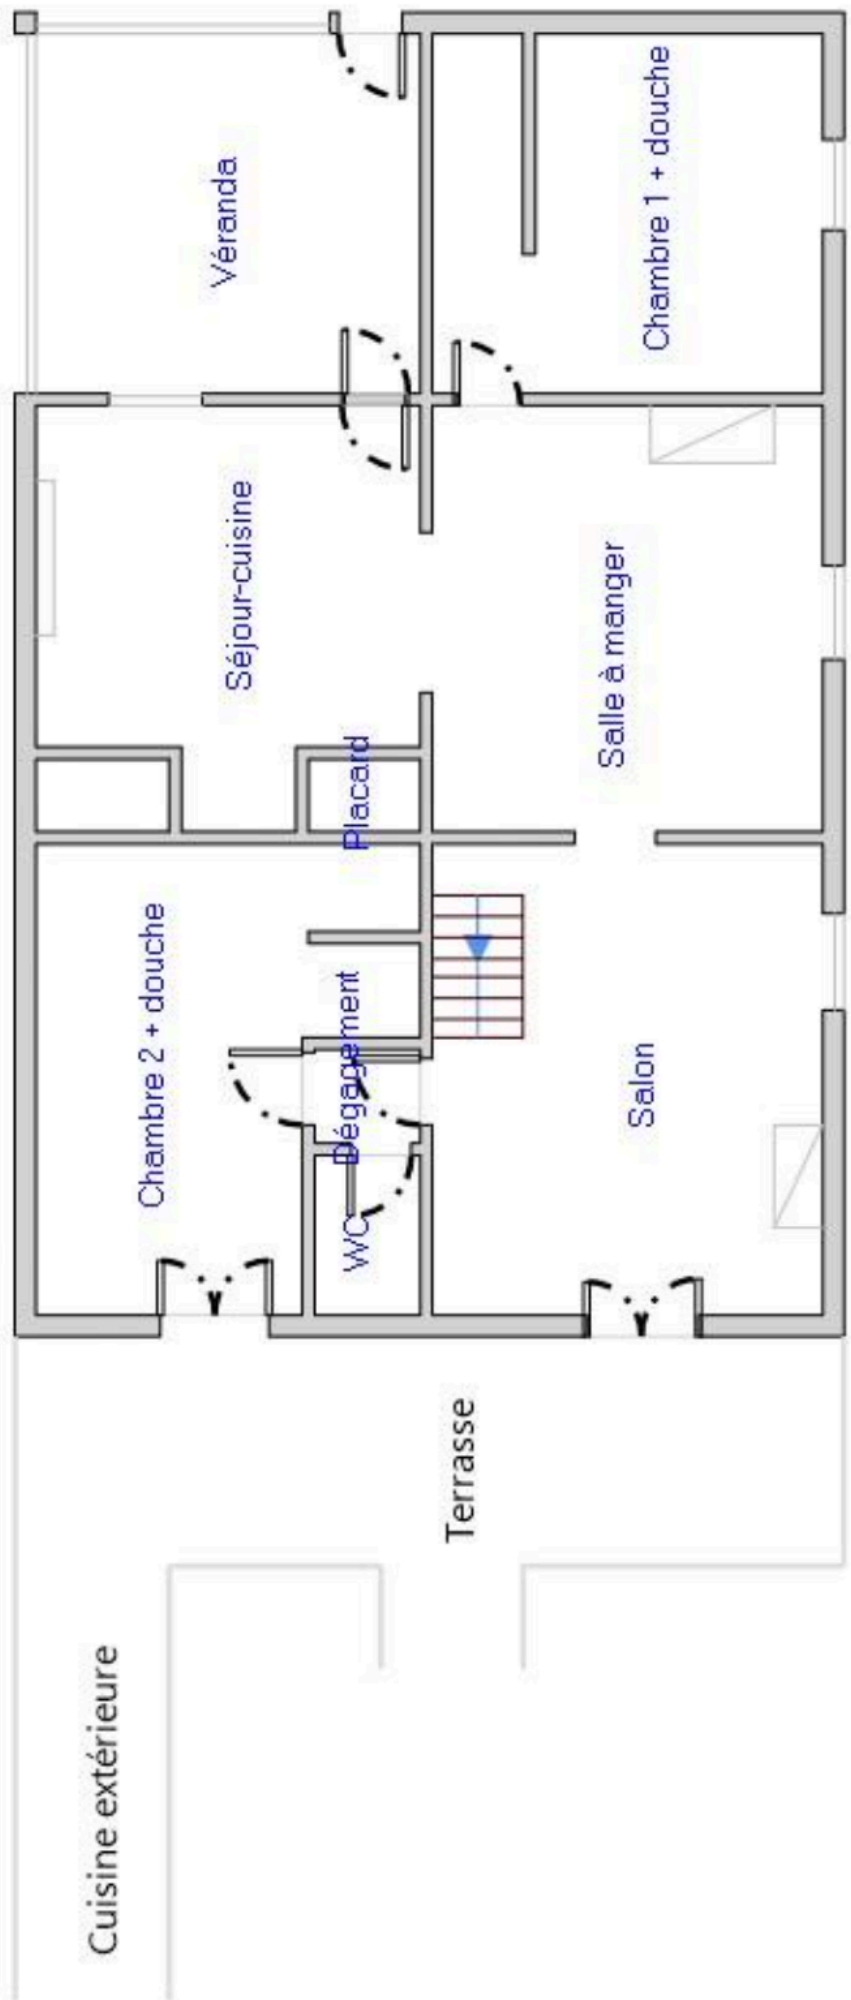 Véranda
Chambre 1 + douche
Séjour-cuisine
Salle à manger
Placard
Chambre 2 + douche
Dégagement
WC
Salon
Terrasse
Cuisine extérieure